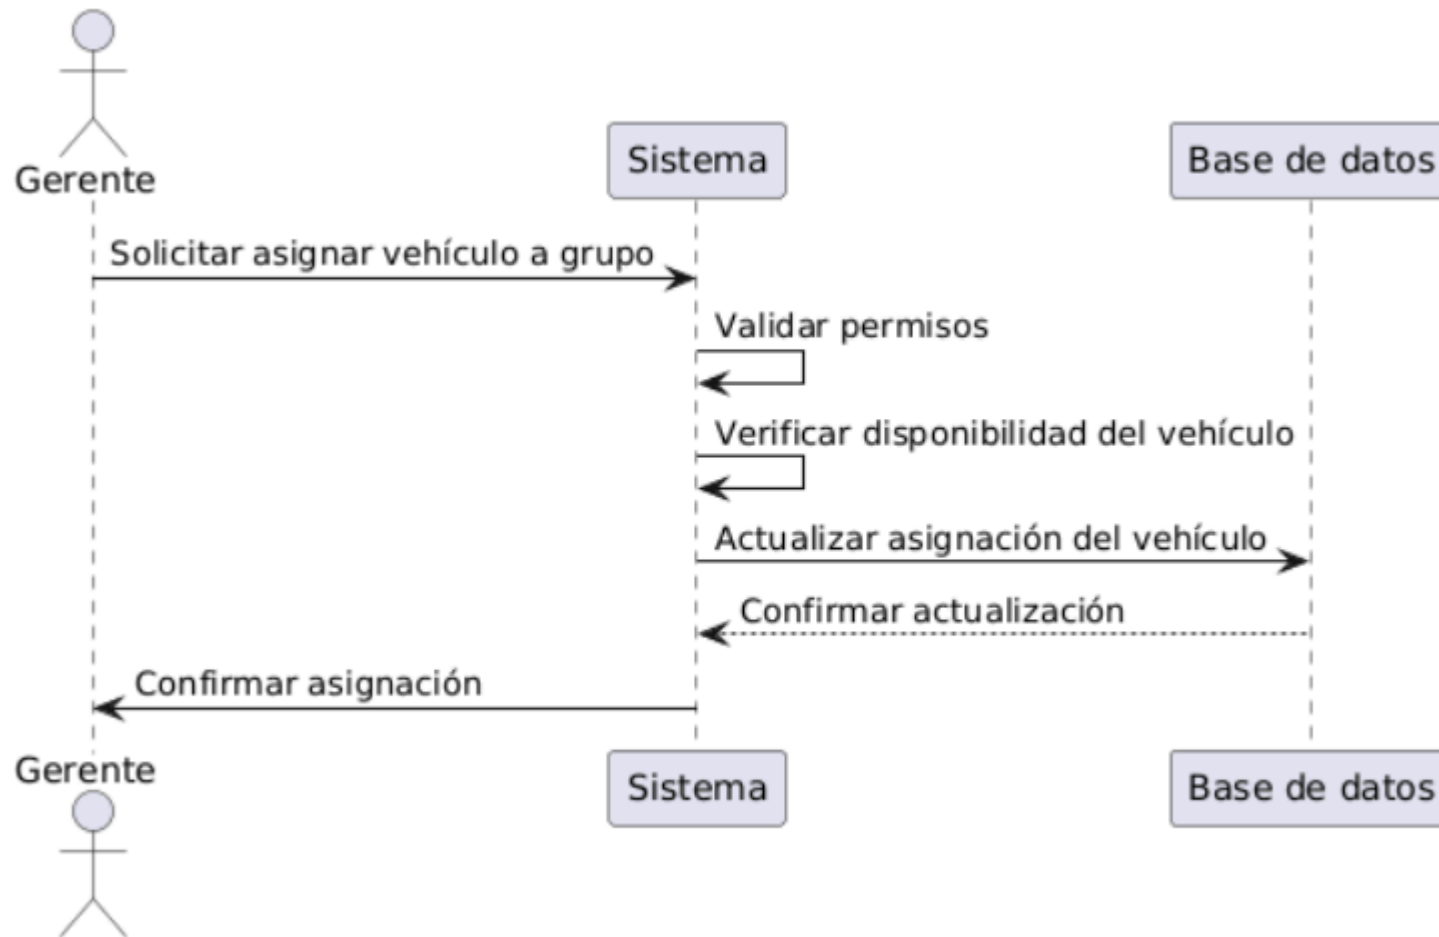 Gerente
Sistema
Base de datos
Solicitar asignar vehículo a grupo
Validar permisos
Verificar disponibilidad del vehículo
Actualizar asignación del vehículo
Confirmar actualización
Confirmar asignación
Gerente
Sistema
Base de datos